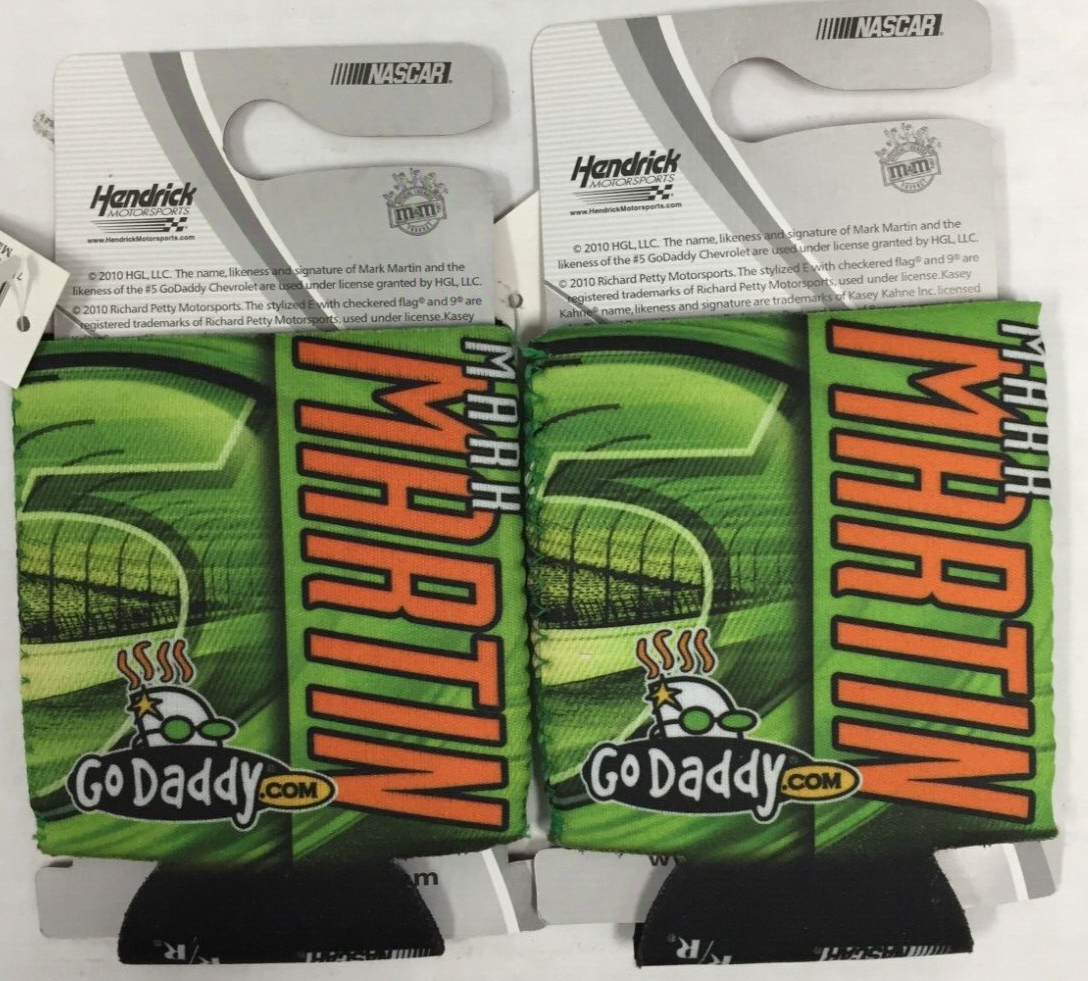 NASCAR
Hendrick
MOTORSPORTS
www.HendrickMotorsports.com
m&m's
© 2010 HGL, LLC. The name, likeness and signature of Mark Martin and the
likeness of the #5 GoDaddy Chevrolet are used under license granted by HGL, LLC.
© 2010 Richard Petty Motorsports. The stylized E with checkered flag® and 9® are
registered trademarks of Richard Petty Motorsports, used under license.Kasey
MARK
MARTIN
5
GoDaddy
.COM
.m
R/
NASCAR
NASCAR
Hendrick
MOTORSPORTS
www.HendrickMotorsports.com
m&m's
© 2010 HGL, LLC. The name, likeness and signature of Mark Martin and the
likeness of the #5 GoDaddy Chevrolet are used under license granted by HGL, LLC.
© 2010 Richard Petty Motorsports. The stylized E with checkered flag® and 9® are
registered trademarks of Richard Petty Motorsports, used under license.Kasey
Kahne® name, likeness and signature are trademarks of Kasey Kahne Inc. licensed
MARK
MARTIN
5
GoDaddy
.COM
w
R/
NASCAR